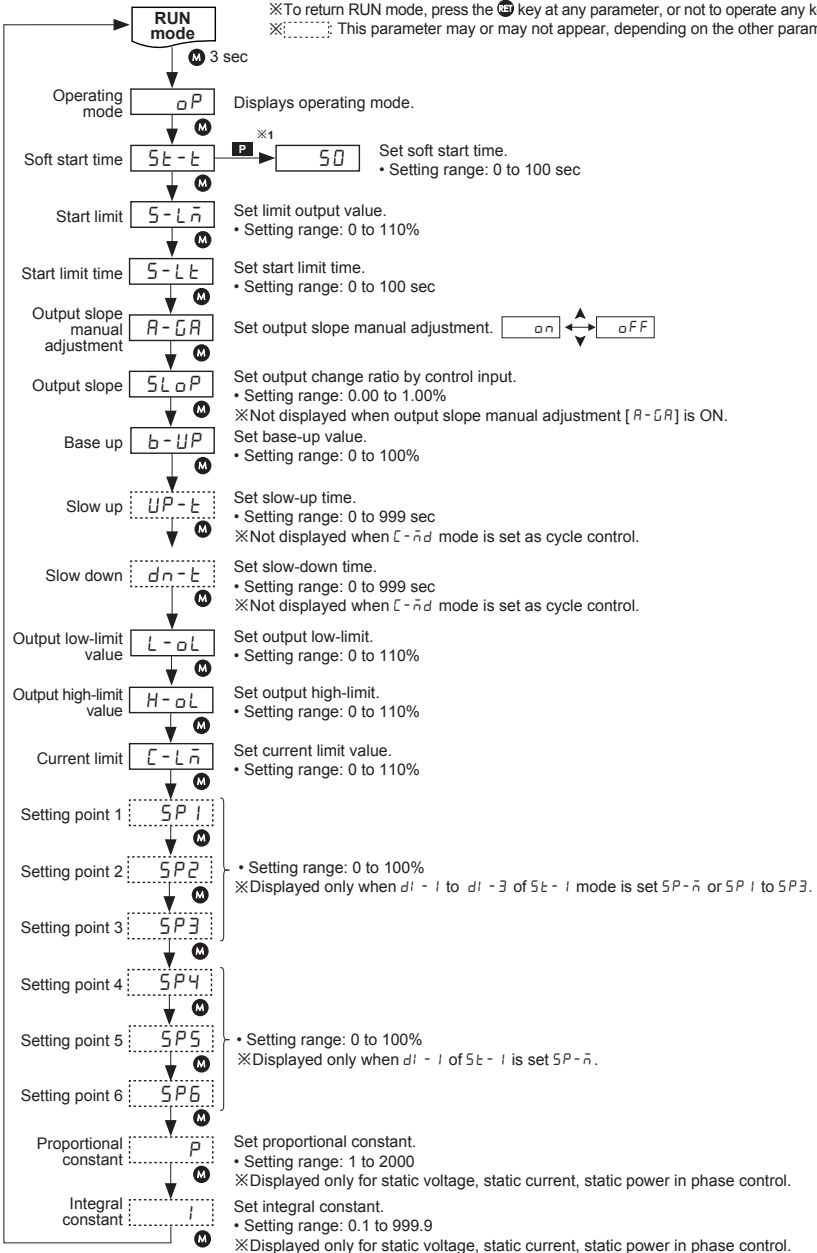 ※To return RUN mode, press the RET key at any parameter, or not to operate any k
※ : This parameter may or may not appear, depending on the other param
RUN
mode
M 3 sec
Operating
mode
oP
Displays operating mode.
M
※1
Soft start time
St-t
P
50
Set soft start time.
• Setting range: 0 to 100 sec
M
Start limit
S-Lm
Set limit output value.
• Setting range: 0 to 110%
M
Start limit time
S-Lt
Set start limit time.
• Setting range: 0 to 100 sec
M
Output slope
manual
adjustment
A-GA
Set output slope manual adjustment.
on
oFF
M
Output slope
SLoP
Set output change ratio by control input.
• Setting range: 0.00 to 1.00%
※Not displayed when output slope manual adjustment [A-GA] is ON.
M
Base up
b-UP
Set base-up value.
• Setting range: 0 to 100%
M
Slow up
UP-t
Set slow-up time.
• Setting range: 0 to 999 sec
※Not displayed when C-md mode is set as cycle control.
M
Slow down
dn-t
Set slow-down time.
• Setting range: 0 to 999 sec
※Not displayed when C-md mode is set as cycle control.
M
Output low-limit
value
L-oL
Set output low-limit.
• Setting range: 0 to 110%
M
Output high-limit
value
H-oL
Set output high-limit.
• Setting range: 0 to 110%
M
Current limit
C-Lm
Set current limit value.
• Setting range: 0 to 110%
M
Setting point 1
SP1
M
Setting point 2
SP2
• Setting range: 0 to 100%
※Displayed only when dI-1 to dI-3 of St-1 mode is set SP-m or SP1 to SP3.
M
Setting point 3
SP3
M
Setting point 4
SP4
M
Setting point 5
SP5
• Setting range: 0 to 100%
※Displayed only when dI-1 of St-1 is set SP-m.
M
Setting point 6
SP6
M
Proportional
constant
P
Set proportional constant.
• Setting range: 1 to 2000
※Displayed only for static voltage, static current, static power in phase control.
M
Integral
constant
I
Set integral constant.
• Setting range: 0.1 to 999.9
※Displayed only for static voltage, static current, static power in phase control.
M